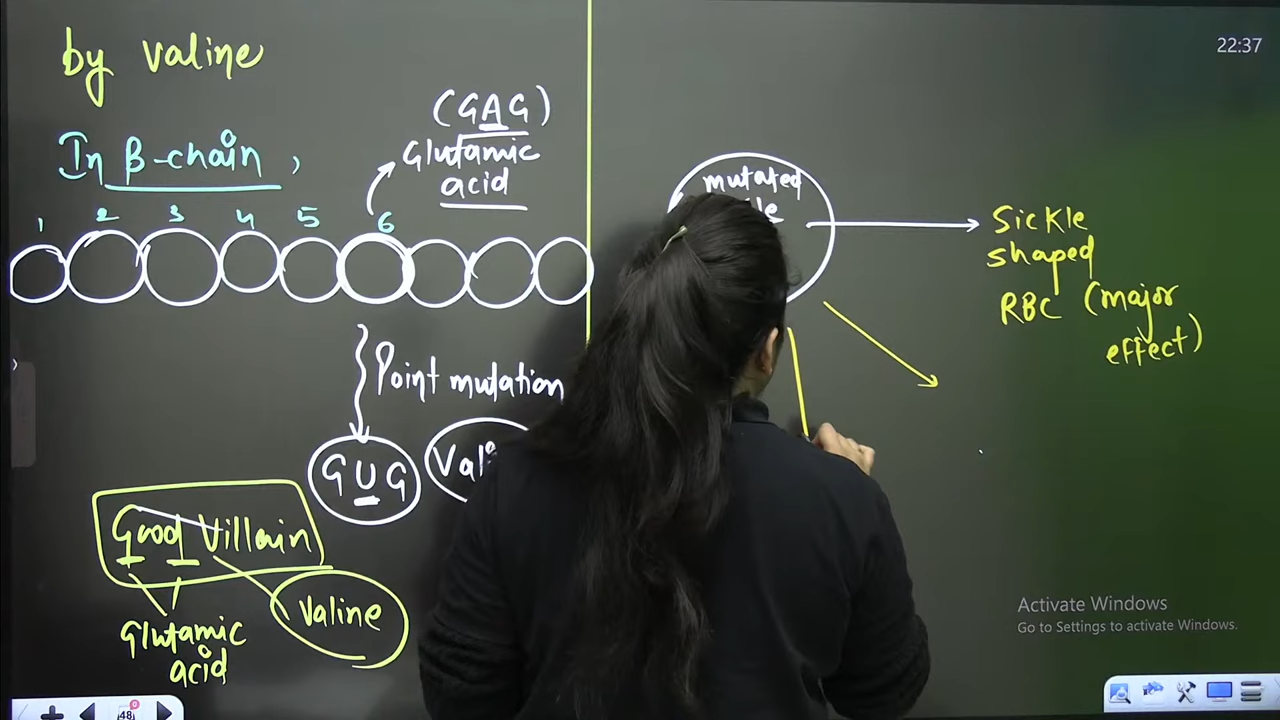 by valine
In β-chain,
(GAG)
Glutamic
acid
1 2 3 4 5 6
Point mutation
GUG
Good Villain
Glutamic
acid
Valine
mutated
Sickle
shaped
RBC (major
effect)
22:37
Activate Windows
Go to Settings to activate Windows.
48